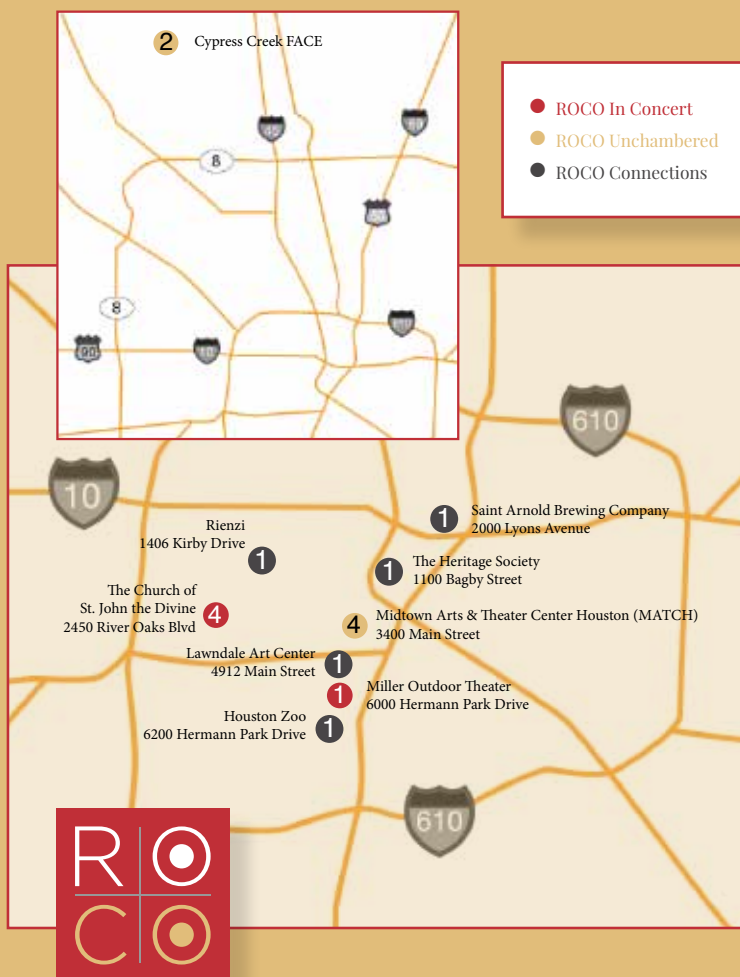 2 Cypress Creek FACE
ROCO In Concert
ROCO Unchambered
ROCO Connections
8
8
90
610
10
Saint Arnold Brewing Company
1 2000 Lyons Avenue
Rienzi
1406 Kirby Drive
1
The Heritage Society
1 1100 Bagby Street
The Church of
St. John the Divine 4
2450 River Oaks Blvd
4 Midtown Arts & Theater Center Houston (MATCH)
3400 Main Street
Lawndale Art Center 1
4912 Main Street
1 Miller Outdoor Theater
6000 Hermann Park Drive
Houston Zoo 1
6200 Hermann Park Drive
610
RO
CO